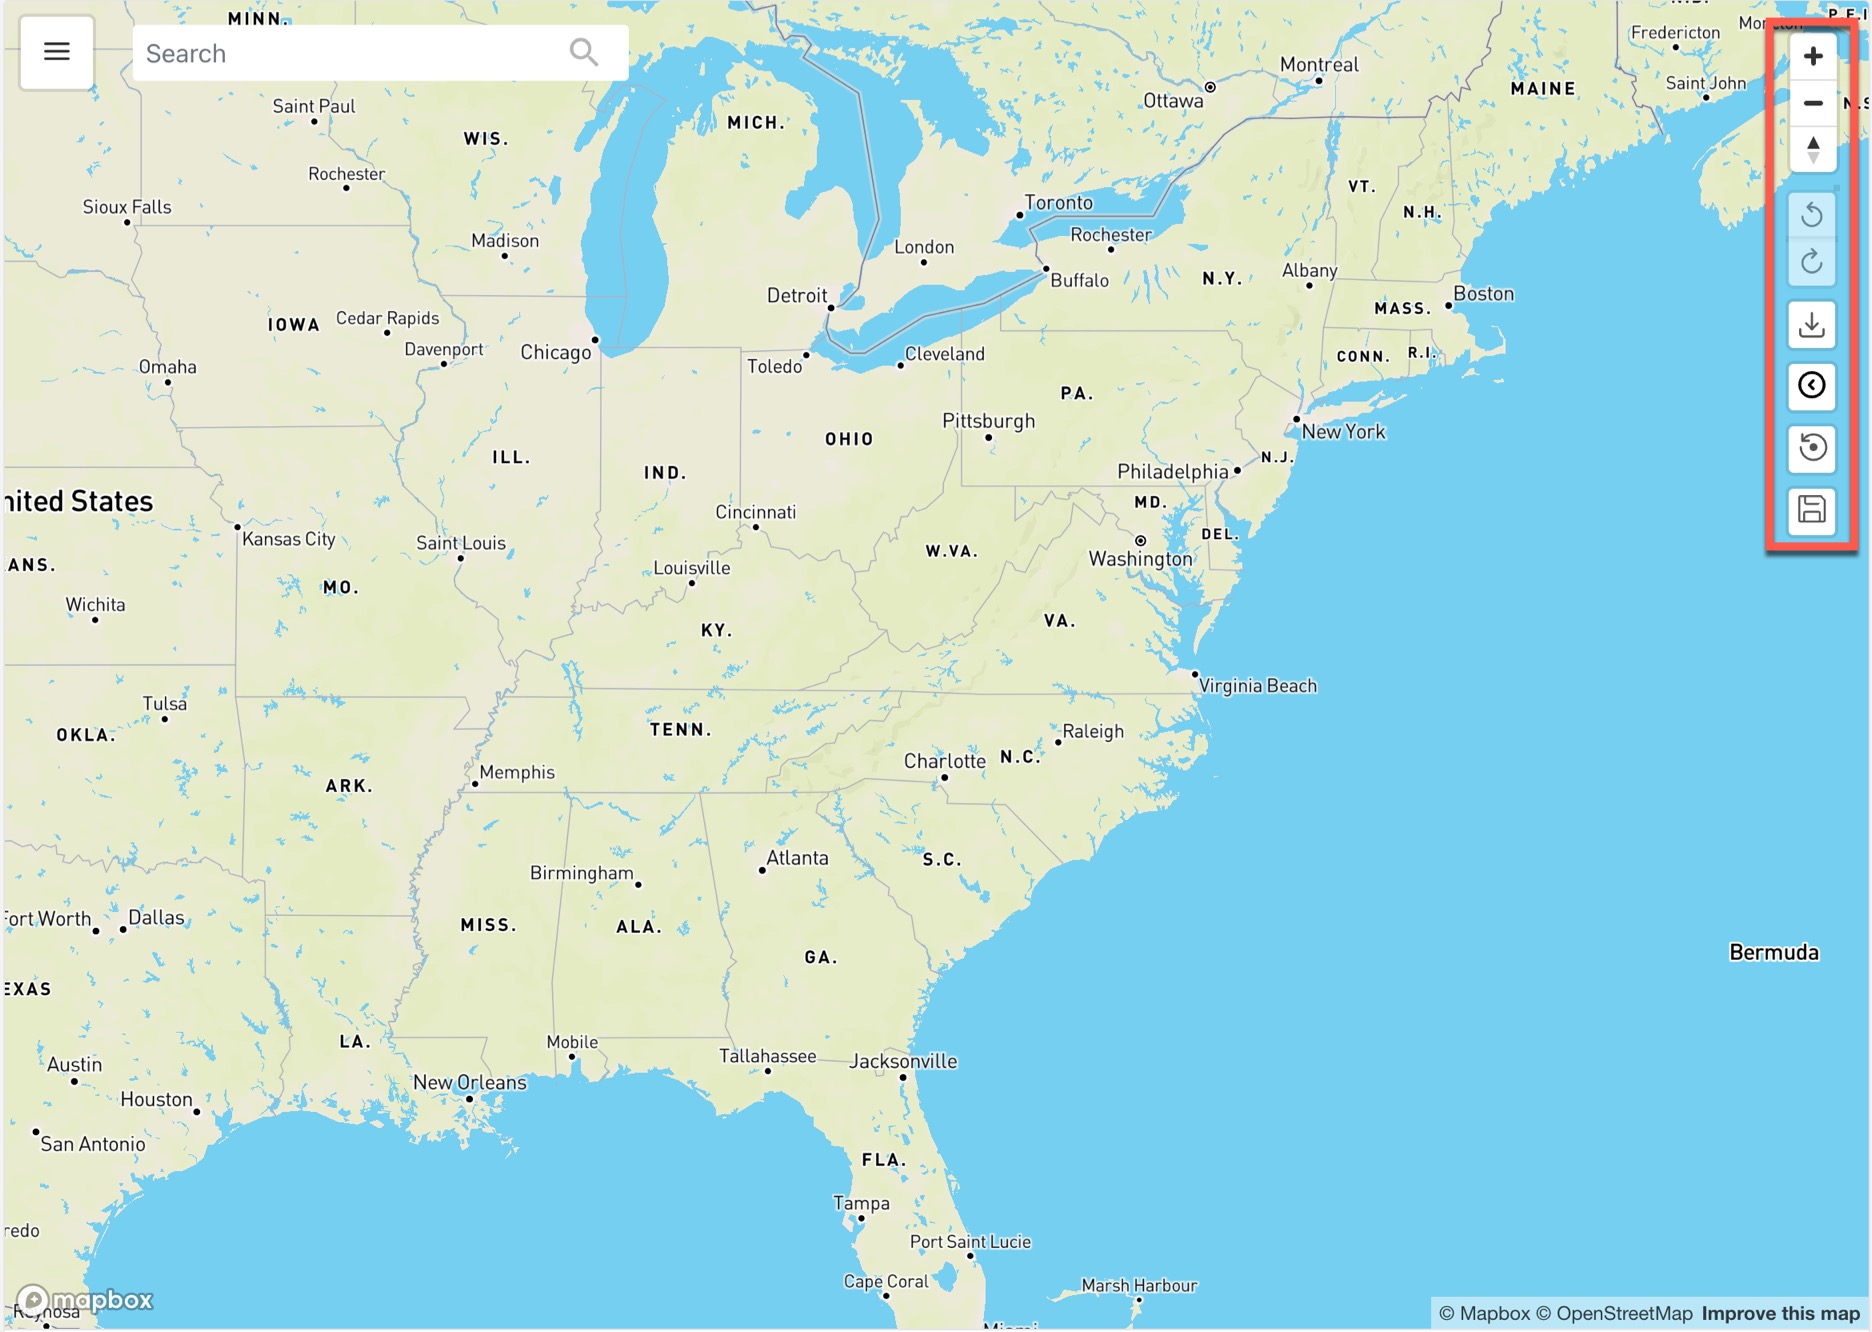 MINN.
P.E.I
Fredericton
Search
Montreal
MAINE
Saint John
N.S
Ottawa
Saint Paul
MICH.
WIS.
Rochester
VT.
Sioux Falls
Toronto
N.H.
Madison
London
Rochester
Buffalo
N.Y.
Albany
Detroit
Boston
MASS.
IOWA
Cedar Rapids
Davenport
Chicago
Toledo
Cleveland
CONN.
R.I.
Omaha
PA.
Pittsburgh
New York
OHIO
ILL.
IND.
Philadelphia
N.J.
nited States
MD.
Cincinnati
Kansas City
Saint Louis
DEL.
W.VA.
Washington
ANS.
Louisville
MO.
Wichita
KY.
VA.
Virginia Beach
Tulsa
OKLA.
TENN.
Raleigh
Charlotte
N.C.
Memphis
ARK.
Atlanta
S.C.
Birmingham
Fort Worth
Dallas
MISS.
ALA.
GA.
Bermuda
EXAS
LA.
Mobile
Tallahassee
Jacksonville
Austin
New Orleans
Houston
San Antonio
FLA.
Tampa
redo
Port Saint Lucie
Cape Coral
Marsh Harbour
mapbox
Reynosa
© Mapbox © OpenStreetMap Improve this map